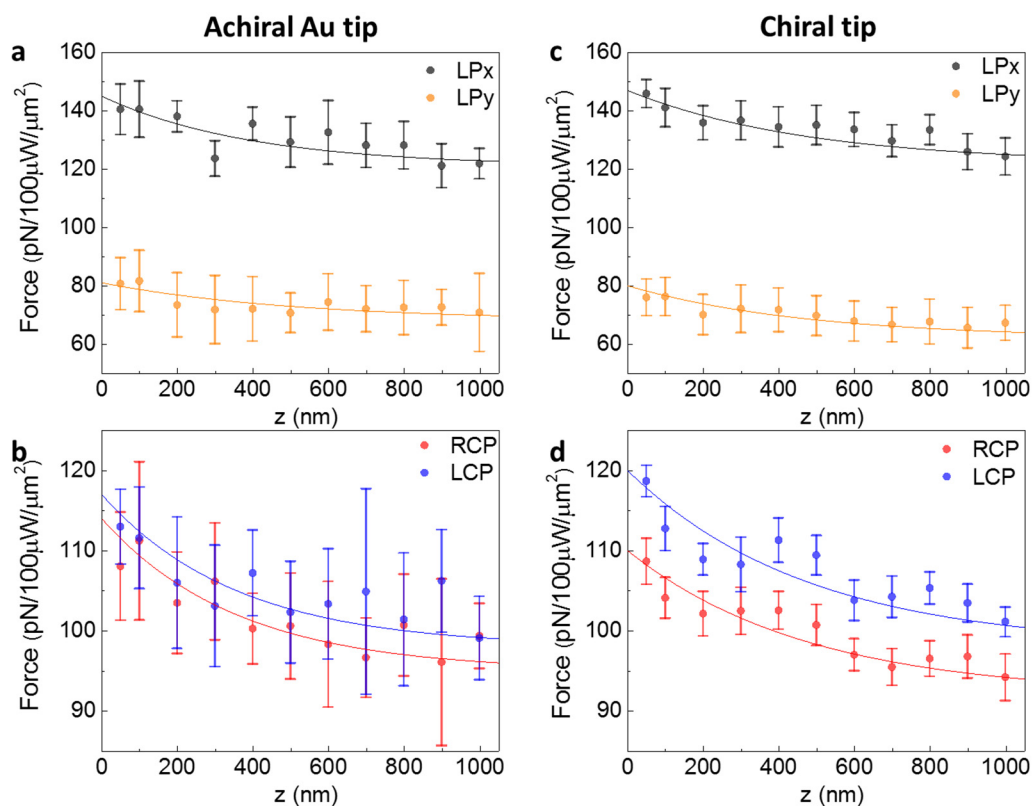 Achiral Au tip
a
160
140
120
100
80
60
Force (pN/100μW/μm²)
LPx
LPy
0 200 400 600 800 1000
z (nm)
Chiral tip
c
160
140
120
100
80
60
Force (pN/100μW/μm²)
LPx
LPy
0 200 400 600 800 1000
z (nm)
b
120
110
100
90
Force (pN/100μW/μm²)
RCP
LCP
0 200 400 600 800 1000
z (nm)
d
120
110
100
90
Force (pN/100μW/μm²)
RCP
LCP
0 200 400 600 800 1000
z (nm)